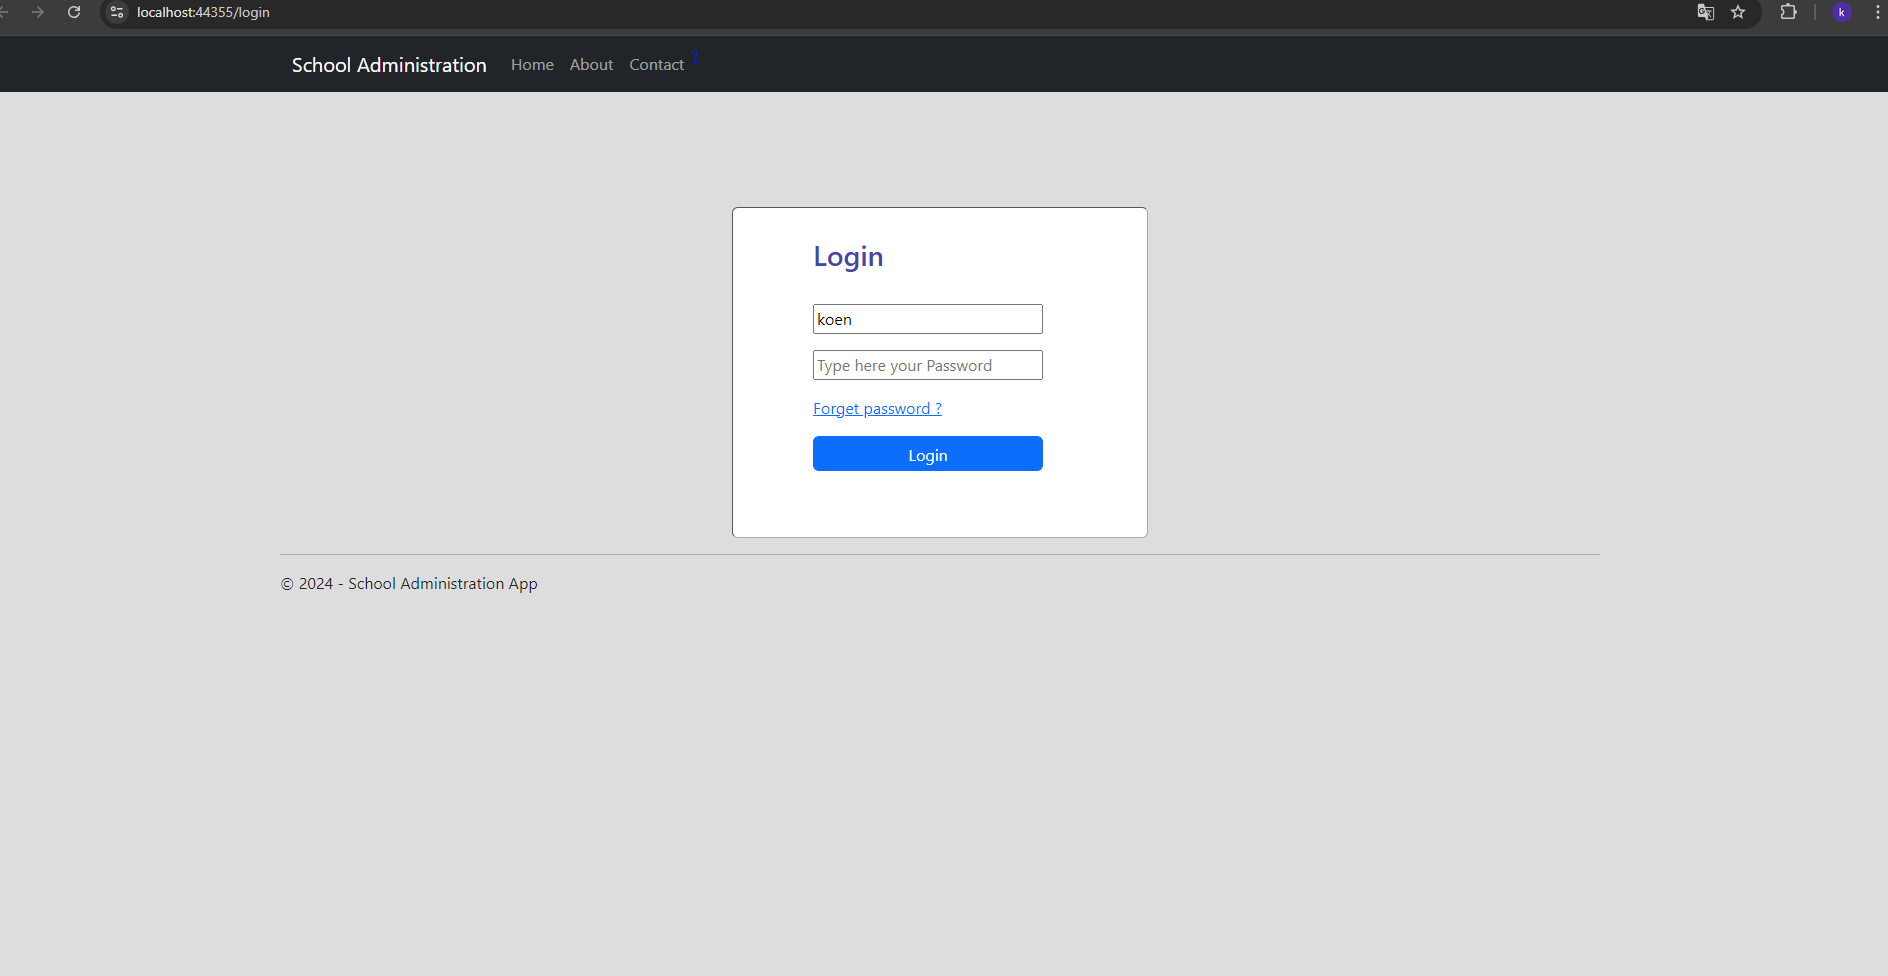 localhost:44355/login
k
School Administration Home About Contact ?
Login
koen
Type here your Password
Forget password ?
Login
© 2024 - School Administration App